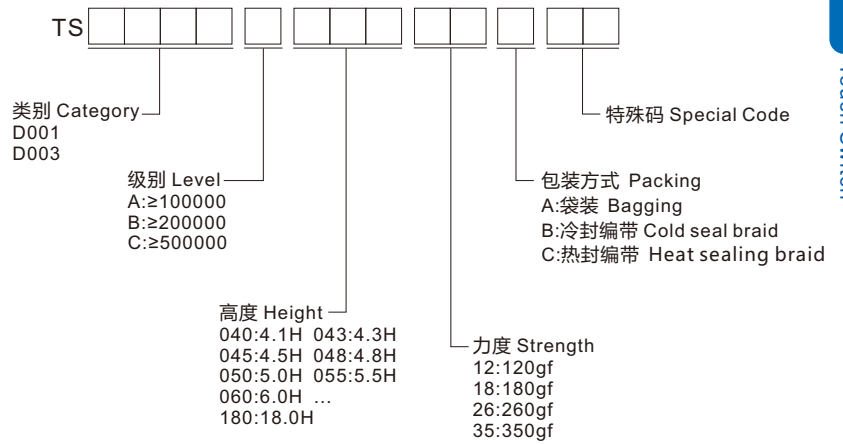 TS
类别 Category
D001
D003
级别 Level
A:≥100000
B:≥200000
C:≥500000
高度 Height
040:4.1H 043:4.3H
045:4.5H 048:4.8H
050:5.0H 055:5.5H
060:6.0H ...
180:18.0H
力度 Strength
12:120gf
18:180gf
26:260gf
35:350gf
包装方式 Packing
A:袋装 Bagging
B:冷封编带 Cold seal braid
C:热封编带 Heat sealing braid
特殊码 Special Code